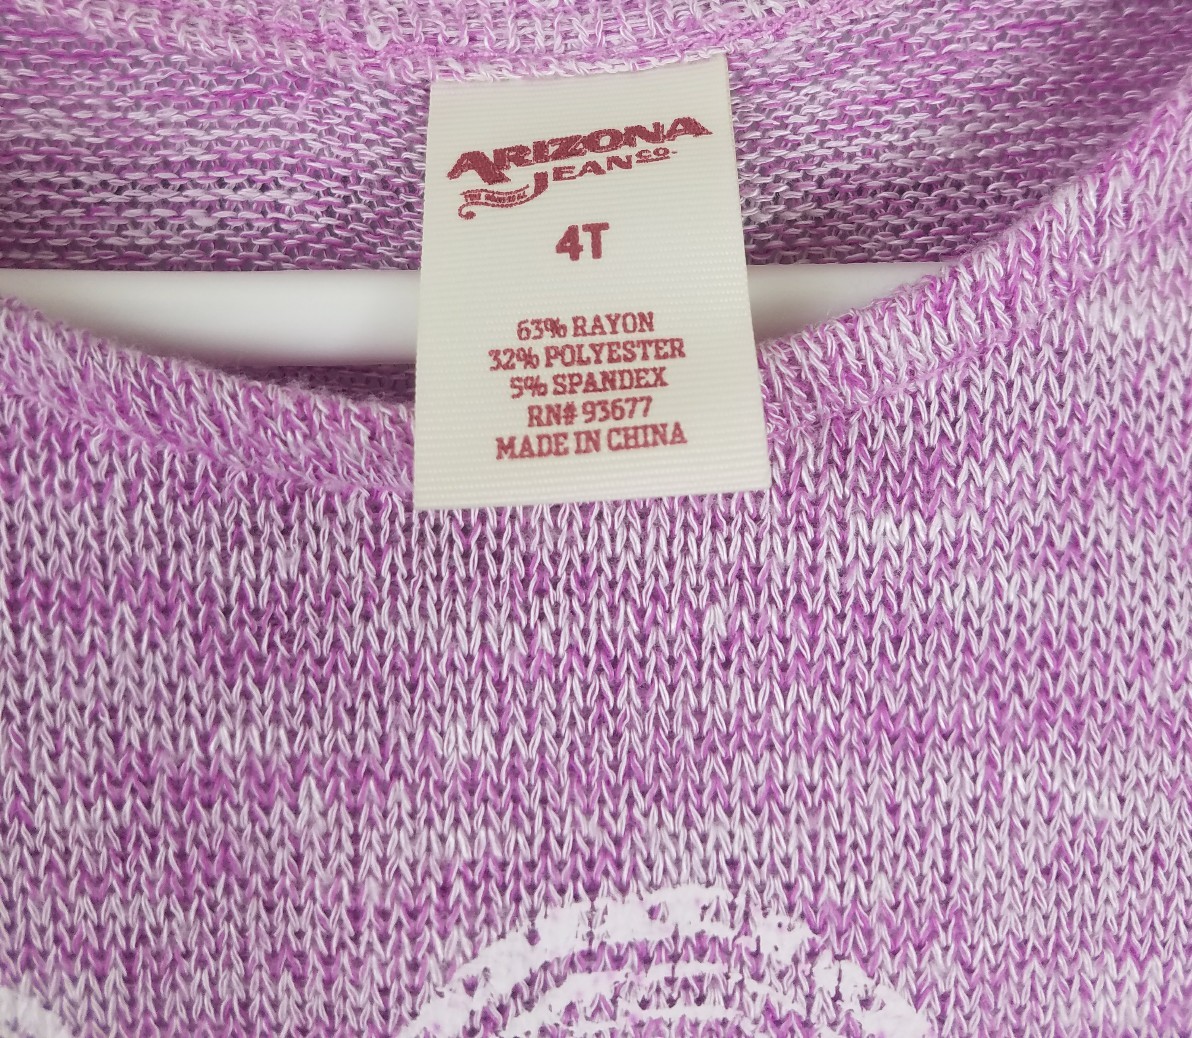 ARIZONA
JEAN CO.
4T
63% RAYON
32% POLYESTER
5% SPANDEX
RN# 93677
MADE IN CHINA